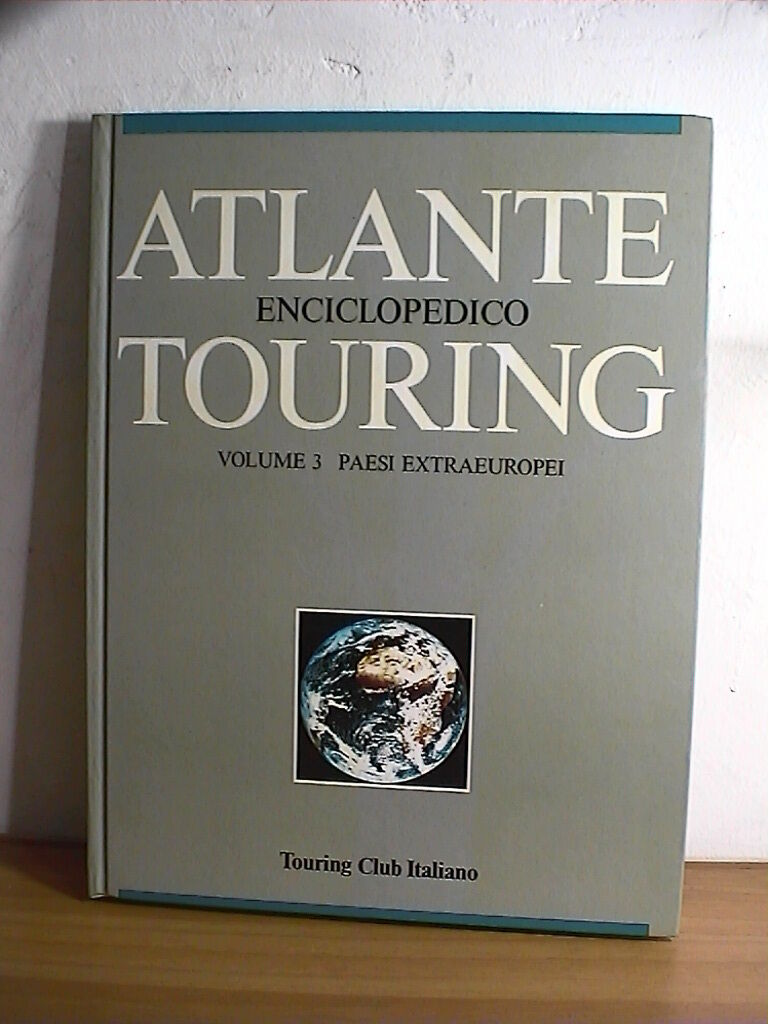 ATLANTE
ENCICLOPEDICO
TOURING
VOLUME 3 PAESI EXTRAEUROPEI
Touring Club Italiano